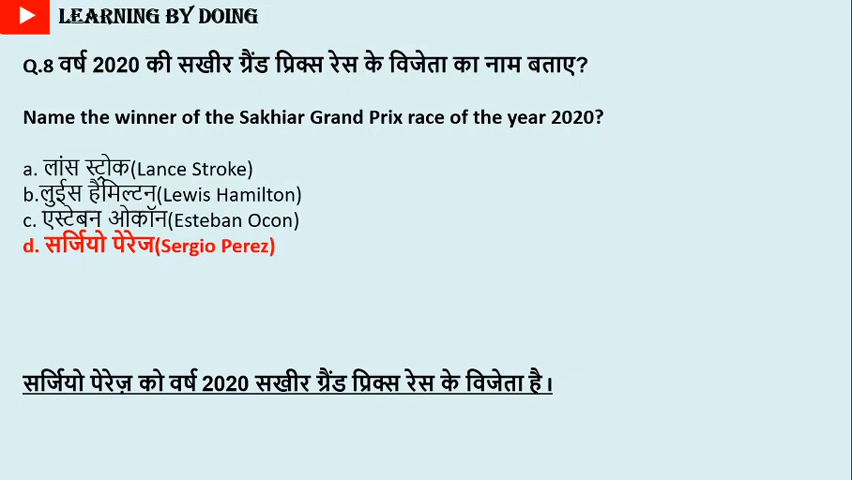 LEARNING BY DOING
Q.8 वर्ष 2020 की सखीर ग्रैंड प्रिक्स रेस के विजेता का नाम बताए?
Name the winner of the Sakhiar Grand Prix race of the year 2020?
a. लांस स्ट्रोक(Lance Stroke)
b.लुईस हैमिल्टन(Lewis Hamilton)
c. एस्टेबन ओकॉन(Esteban Ocon)
d. सर्जियो पेरेज(Sergio Perez)
सर्जियो पेरेज़ को वर्ष 2020 सखीर ग्रैंड प्रिक्स रेस के विजेता है।